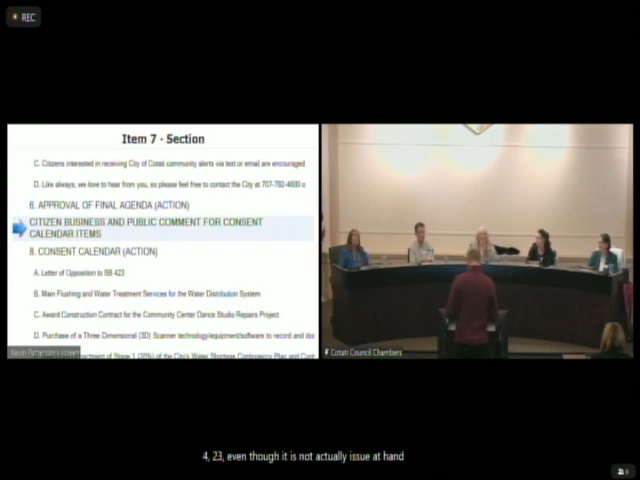 REC
Item 7 - Section
C. Citizens interested in receiving City of Cotati community alerts via text or email are encouraged
D. Like always, we love to hear from you, so please feel free to contact the City at 707-792-4600 o
6. APPROVAL OF FINAL AGENDA (ACTION)
CITIZEN BUSINESS AND PUBLIC COMMENT FOR CONSENT
CALENDAR ITEMS
8. CONSENT CALENDAR (ACTION)
A. Letter of Opposition to SB 423
B. Main Flushing and Water Treatment Services for the Water Distribution System
C. Award Construction Contract for the Community Center Dance Studio Repairs Project
D. Purchase of a Three Dimensional (3D) Scanner technology/equipment/software to record and doc
of Stage 1 (20%) of the City's Water Shortage Contingency Plan and Cont
Cotati Council Chambers
4, 23, even though it is not actually issue at hand